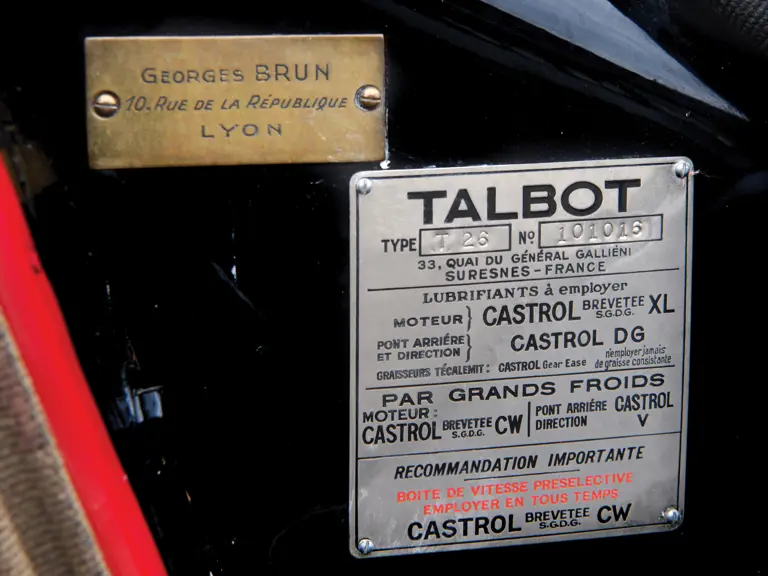 GEORGES BRUN
10. RUE DE LA RÉPUBLIQUE
LYON
TALBOT
TYPE T 26 No 101016
33, QUAI DU GÉNÉRAL GALLIÉNI
SURESNES-FRANCE
LUBRIFIANTS à employer
MOTEUR} CASTROL BREVETEE S.G.D.G. XL
PONT ARRIÉRE ET DIRECTION} CASTROL DG
GRAISSEURS TÉCALEMIT: CASTROL Gear Ease n'employer jamais de graisse consistante
PAR GRANDS FROIDS
MOTEUR: CASTROL BREVETEE S.G.D.G. CW
PONT ARRIÉRE DIRECTION CASTROL V
RECOMMANDATION IMPORTANTE
BOITE DE VITESSE PRESELECTIVE
EMPLOYER EN TOUS TEMPS
CASTROL BREVETEE S.G.D.G. CW